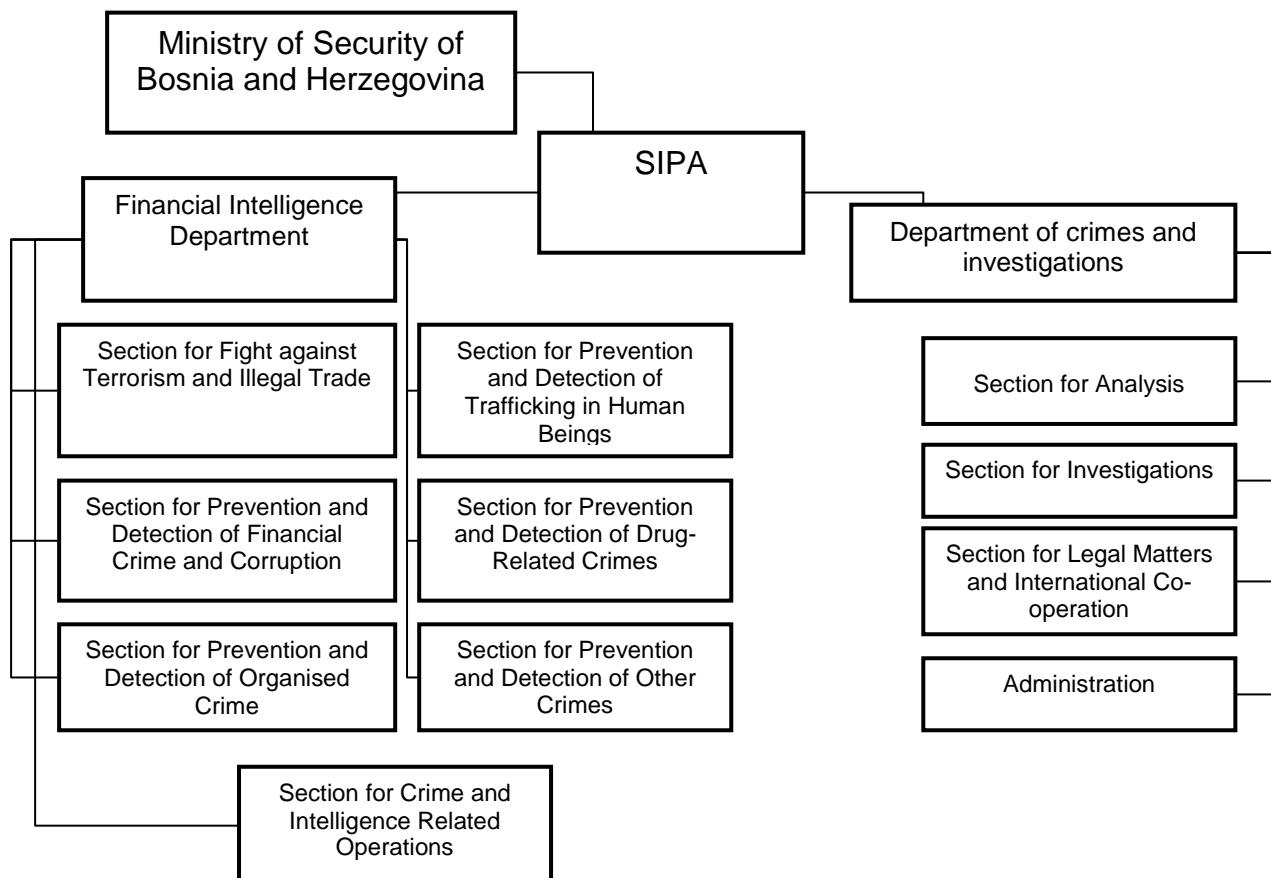 Ministry of Security of
Bosnia and Herzegovina
SIPA
Financial Intelligence
Department
Department of crimes and
investigations
Section for Fight against
Terrorism and Illegal Trade
Section for Prevention
and Detection of
Trafficking in Human
Beings
Section for Analysis
Section for Prevention and
Detection of Financial
Crime and Corruption
Section for Prevention
and Detection of Drug-
Related Crimes
Section for Investigations
Section for Legal Matters
and International Co-
operation
Section for Prevention and
Detection of Organised
Crime
Section for Prevention
and Detection of Other
Crimes
Administration
Section for Crime and
Intelligence Related
Operations